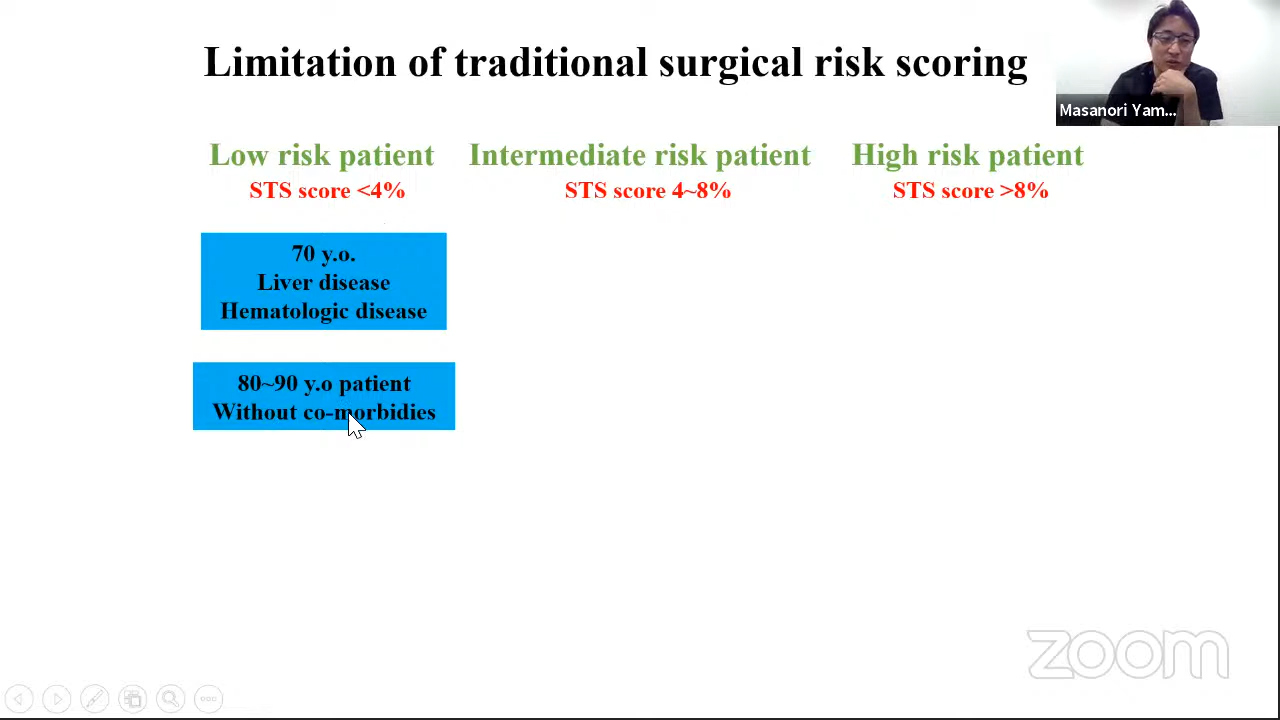 Limitation of traditional surgical risk scoring
Masanori Yam...
Low risk patient
STS score <4%
Intermediate risk patient
STS score 4~8%
High risk patient
STS score >8%
70 y.o.
Liver disease
Hematologic disease
80~90 y.o patient
Without co-morbidies
zoom